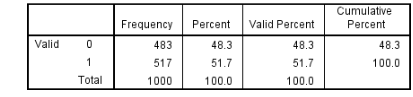 Frequency Percent Valid Percent Cumulative Percent
Valid 0 483 48.3 48.3 48.3
1 517 51.7 51.7 100.0
Total 1000 100.0 100.0